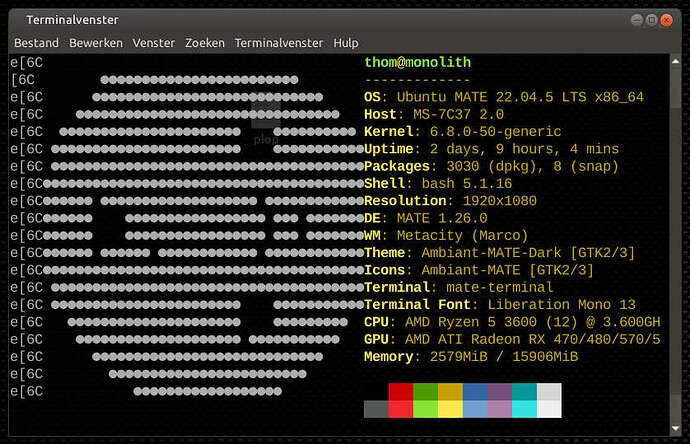 Terminalvenster
Bestand Bewerken Venster Zoeken Terminalvenster Hulp
e[6C thom@monolith
[6C -------------
e[6C OS: Ubuntu MATE 22.04.5 LTS x86_64
e[6C Host: MS-7C37 2.0
e[6C Kernel: 6.8.0-50-generic
e[6C Uptime: 2 days, 9 hours, 4 mins
plop
e[6C Packages: 3030 (dpkg), 8 (snap)
e[6C Shell: bash 5.1.16
e[6C Resolution: 1920x1080
e[6C DE: MATE 1.26.0
e[6C WM: Metacity (Marco)
e[6C Theme: Ambiant-MATE-Dark [GTK2/3]
e[6C Icons: Ambiant-MATE [GTK2/3]
e[6C Terminal: mate-terminal
e[6C Terminal Font: Liberation Mono 13
e[6C CPU: AMD Ryzen 5 3600 (12) @ 3.600GH
e[6C GPU: AMD ATI Radeon RX 470/480/570/5
e[6C Memory: 2579MiB / 15906MiB
e[6C
e[6C